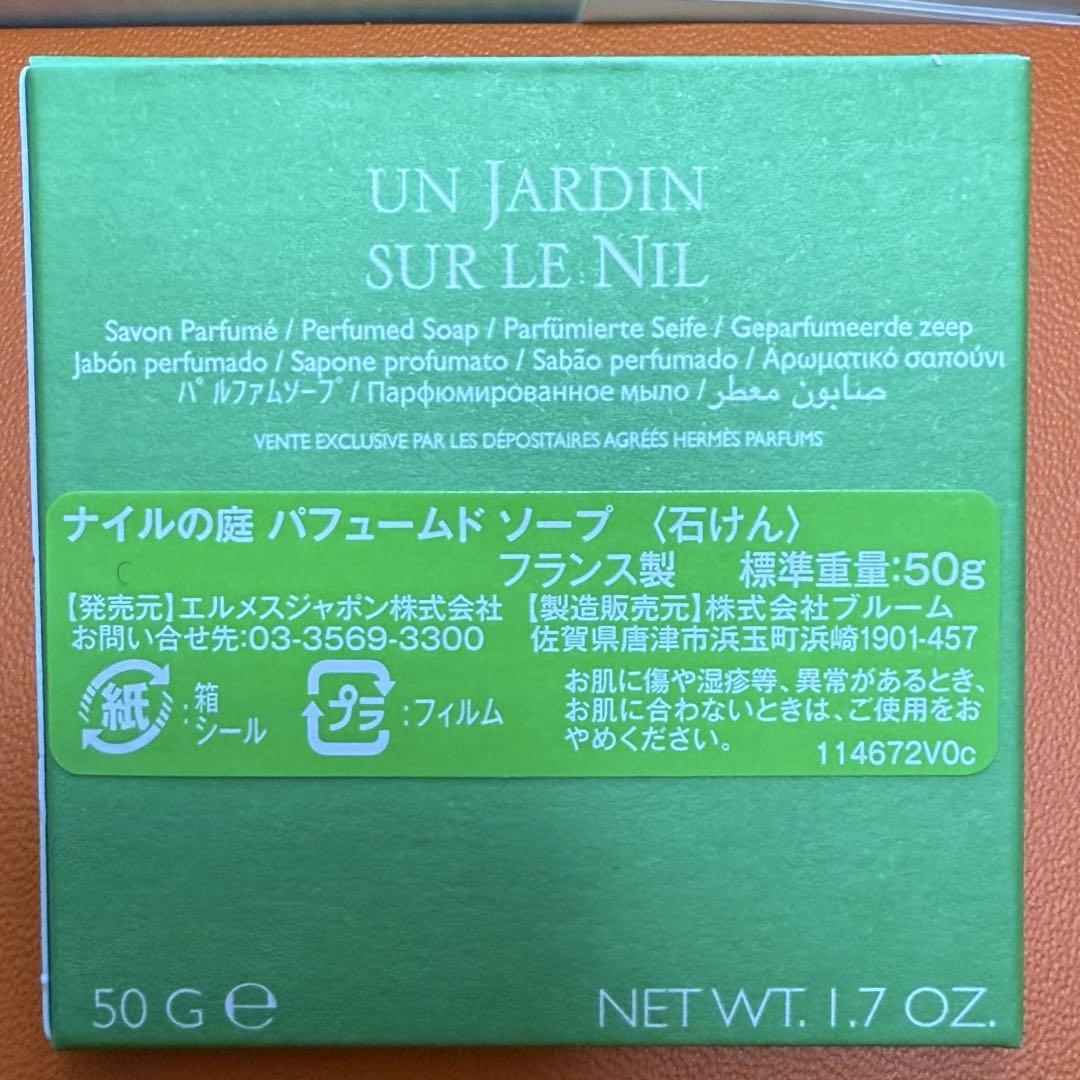 UN JARDIN
SUR LE NIL
Savon Parfumé / Perfumed Soap / Parfümierte Seife / Geparfumeerde zeep
Jabón perfumado / Sapone profumato / Sabão perfumado / Αρωματικό σαπούνι
パルファムソープ / Парфюмированное мыло / صابون معطر
VENTE EXCLUSIVE PAR LES DÉPOSITAIRES AGRÉÉS HERMÈS PARFUMS
ナイルの庭 パフュームド ソープ 〈石けん〉
フランス製 標準重量:50g
【発売元】エルメスジャポン株式会社 【製造販売元】株式会社ブルーム
お問い合せ先:03-3569-3300 佐賀県唐津市浜玉町浜崎1901-457
紙:箱
シール
プラ:フィルム
お肌に傷や湿疹等、異常があるとき、
お肌に合わないときは、ご使用をお
やめください。
114672V0c
50 G ℮ NET WT. 1.7 OZ.